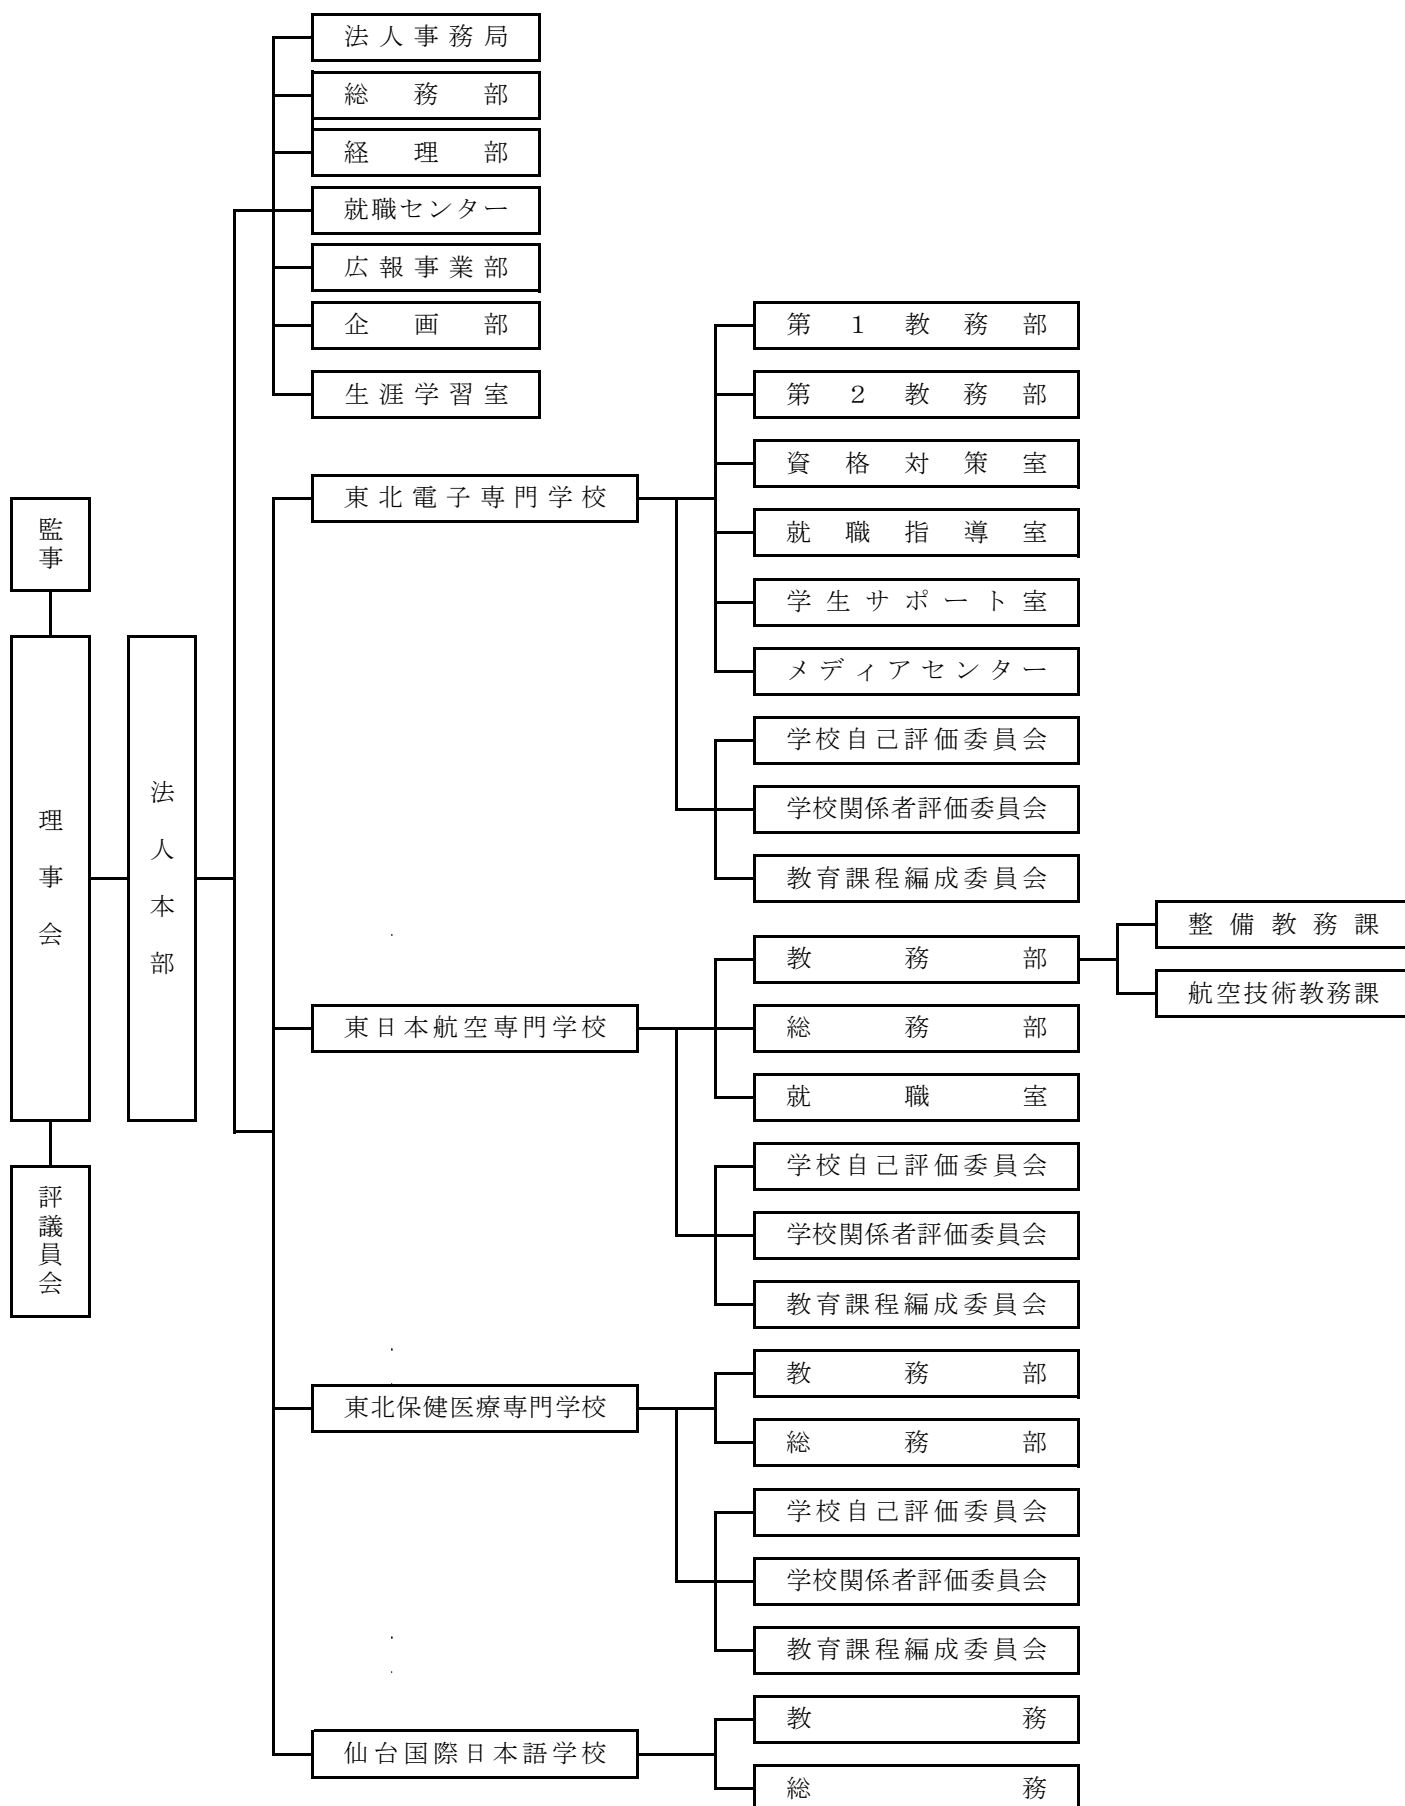 法人事務局
総務部
経理部
就職センター
広報事業部
企画部
生涯学習室
監事
理事会
評議員会
法人本部
東北電子専門学校
第1教務部
第2教務部
資格対策室
就職指導室
学生サポート室
メディアセンター
学校自己評価委員会
学校関係者評価委員会
教育課程編成委員会
東日本航空専門学校
教務部
整備教務課
航空技術教務課
総務部
就職室
学校自己評価委員会
学校関係者評価委員会
教育課程編成委員会
東北保健医療専門学校
教務部
総務部
学校自己評価委員会
学校関係者評価委員会
教育課程編成委員会
仙台国際日本語学校
教務
総務